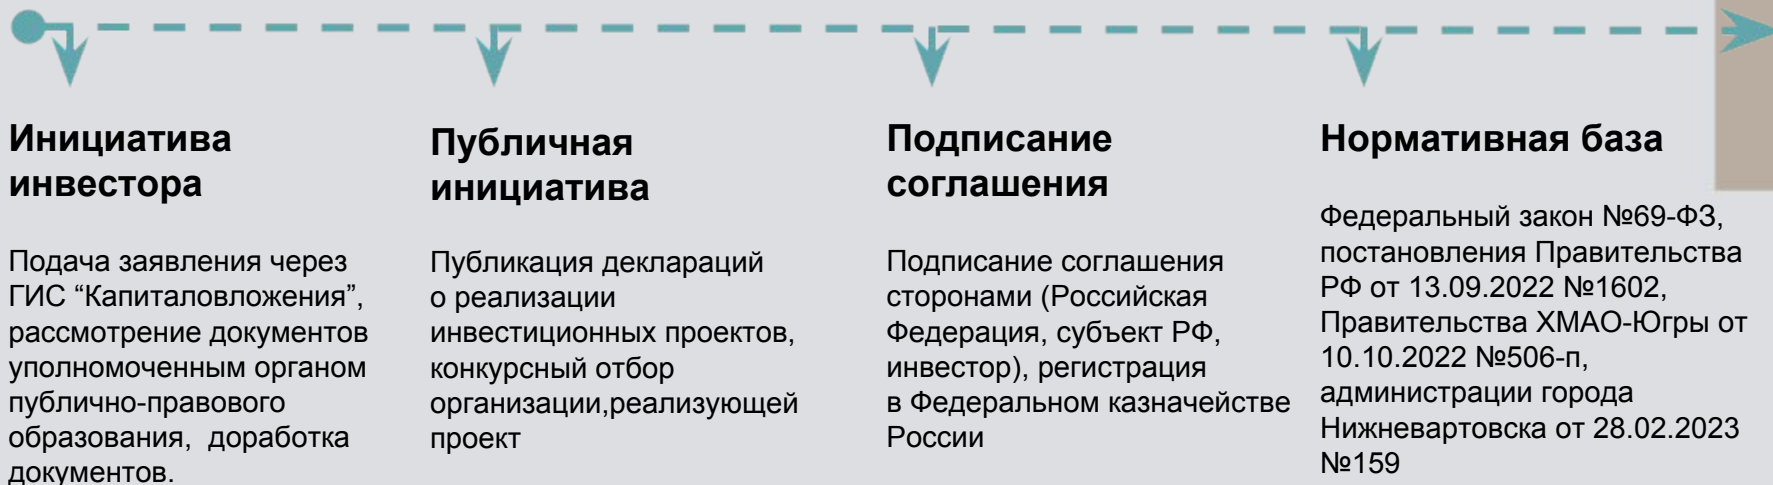 Инициатива
инвестора
Подача заявления через
ГИС “Капиталовложения”,
рассмотрение документов
уполномоченным органом
публично-правового
образования,  доработка
документов.
Публичная
инициатива
Публикация деклараций
о реализации
инвестиционных проектов,
конкурсный отбор
организации,реализующей
проект
Подписание
соглашения
Подписание соглашения
сторонами (Российская
Федерация, субъект РФ,
инвестор), регистрация
в Федеральном казначействе
России
Нормативная база
Федеральный закон №69-ФЗ,
постановления Правительства
РФ от 13.09.2022 №1602,
Правительства ХМАО-Югры от
10.10.2022 №506-п,
администрации города
Нижневартовска от 28.02.2023
№159